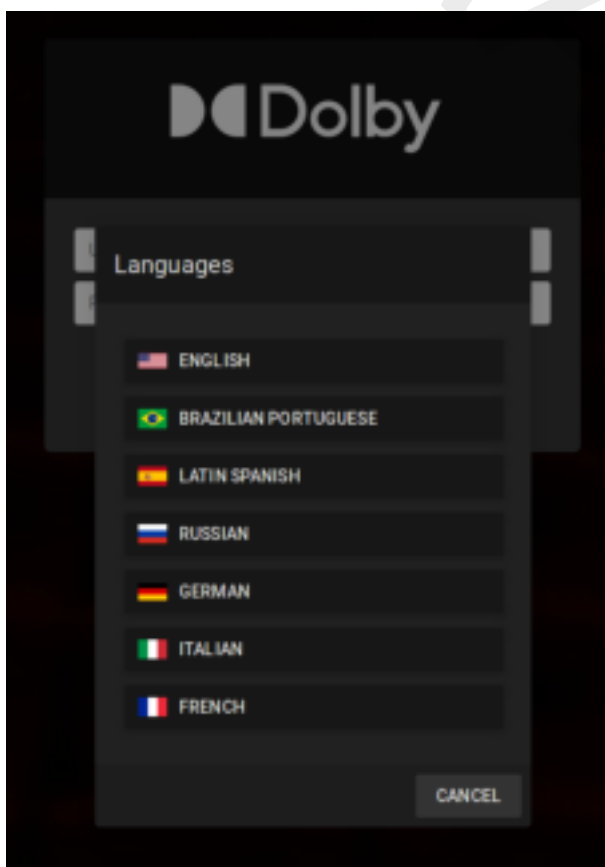 Dolby
Languages
ENGLISH
BRAZILIAN PORTUGUESE
LATIN SPANISH
RUSSIAN
GERMAN
ITALIAN
FRENCH
CANCEL